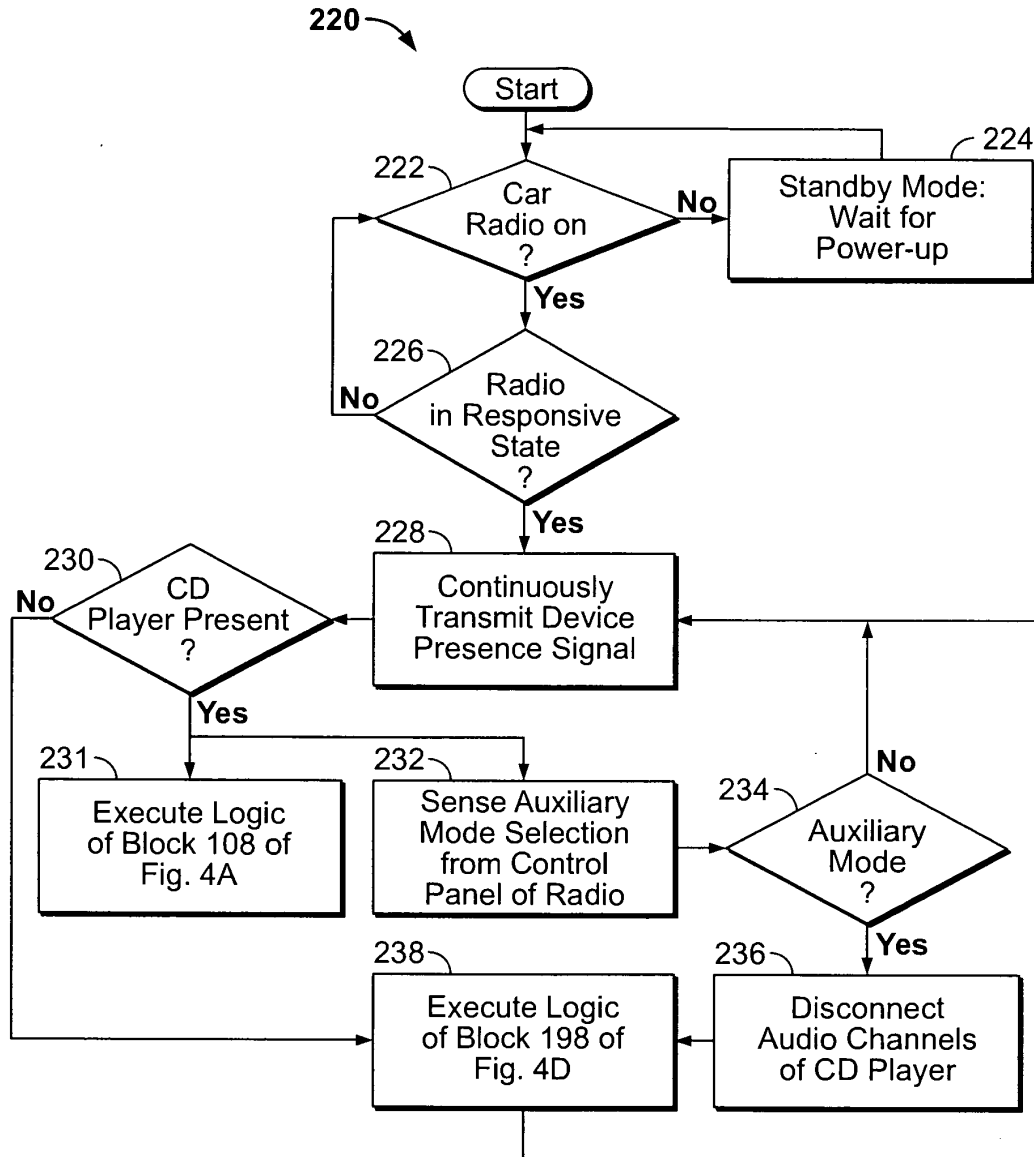 220
Start
222
Car
Radio on
?
No
224
Standby Mode:
Wait for
Power-up
Yes
226
Radio
in Responsive
State
?
No
Yes
228
Continuously
Transmit Device
Presence Signal
230
CD
Player Present
?
No
Yes
231
Execute Logic
of Block 108 of
Fig. 4A
232
Sense Auxiliary
Mode Selection
from Control
Panel of Radio
234
Auxiliary
Mode
?
No
Yes
236
Disconnect
Audio Channels
of CD Player
238
Execute Logic
of Block 198 of
Fig. 4D